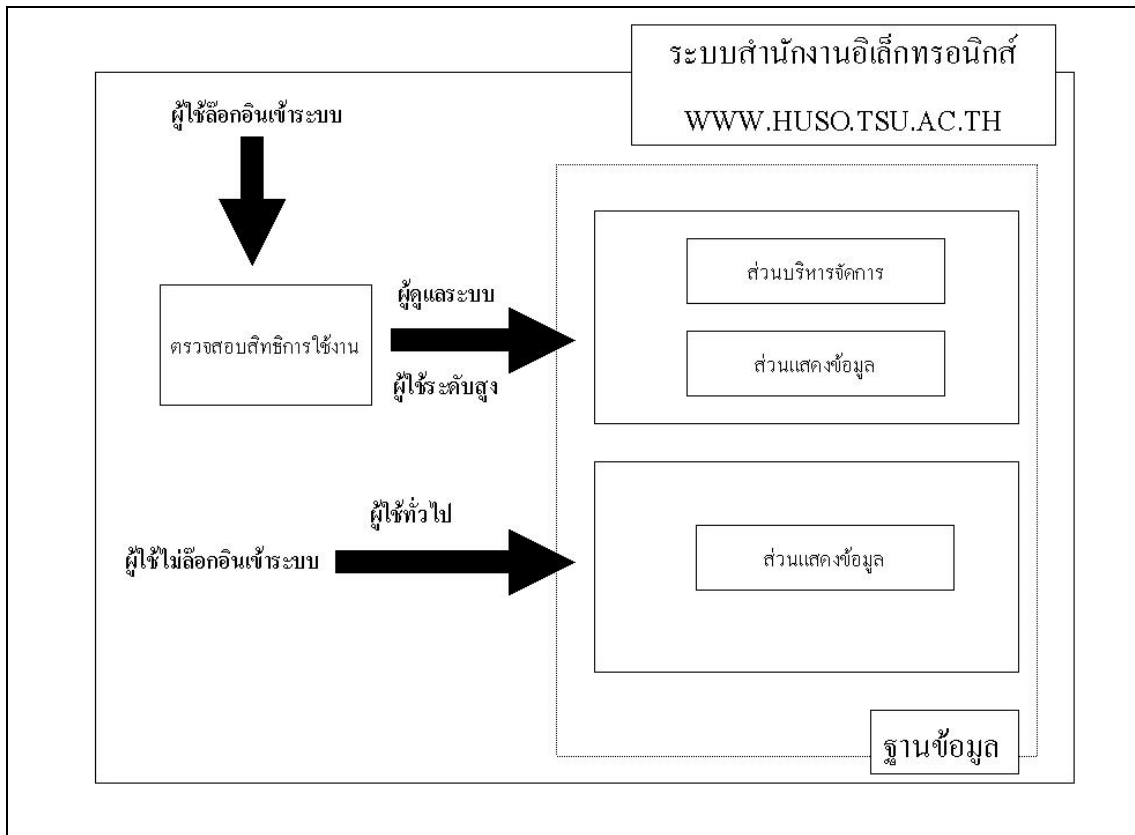 ระบบสำนักงานอิเล็กทรอนิกส์
WWW.HUSO.TSU.AC.TH
ผู้ใช้ล๊อกอินเข้าระบบ
ส่วนบริหารจัดการ
ผู้ดูแลระบบ
ตรวจสอบสิทธิการใช้งาน
ส่วนแสดงข้อมูล
ผู้ใช้ระดับสูง
ผู้ใช้ทั่วไป
ผู้ใช้ไม่ล๊อกอินเข้าระบบ
ส่วนแสดงข้อมูล
ฐานข้อมูล